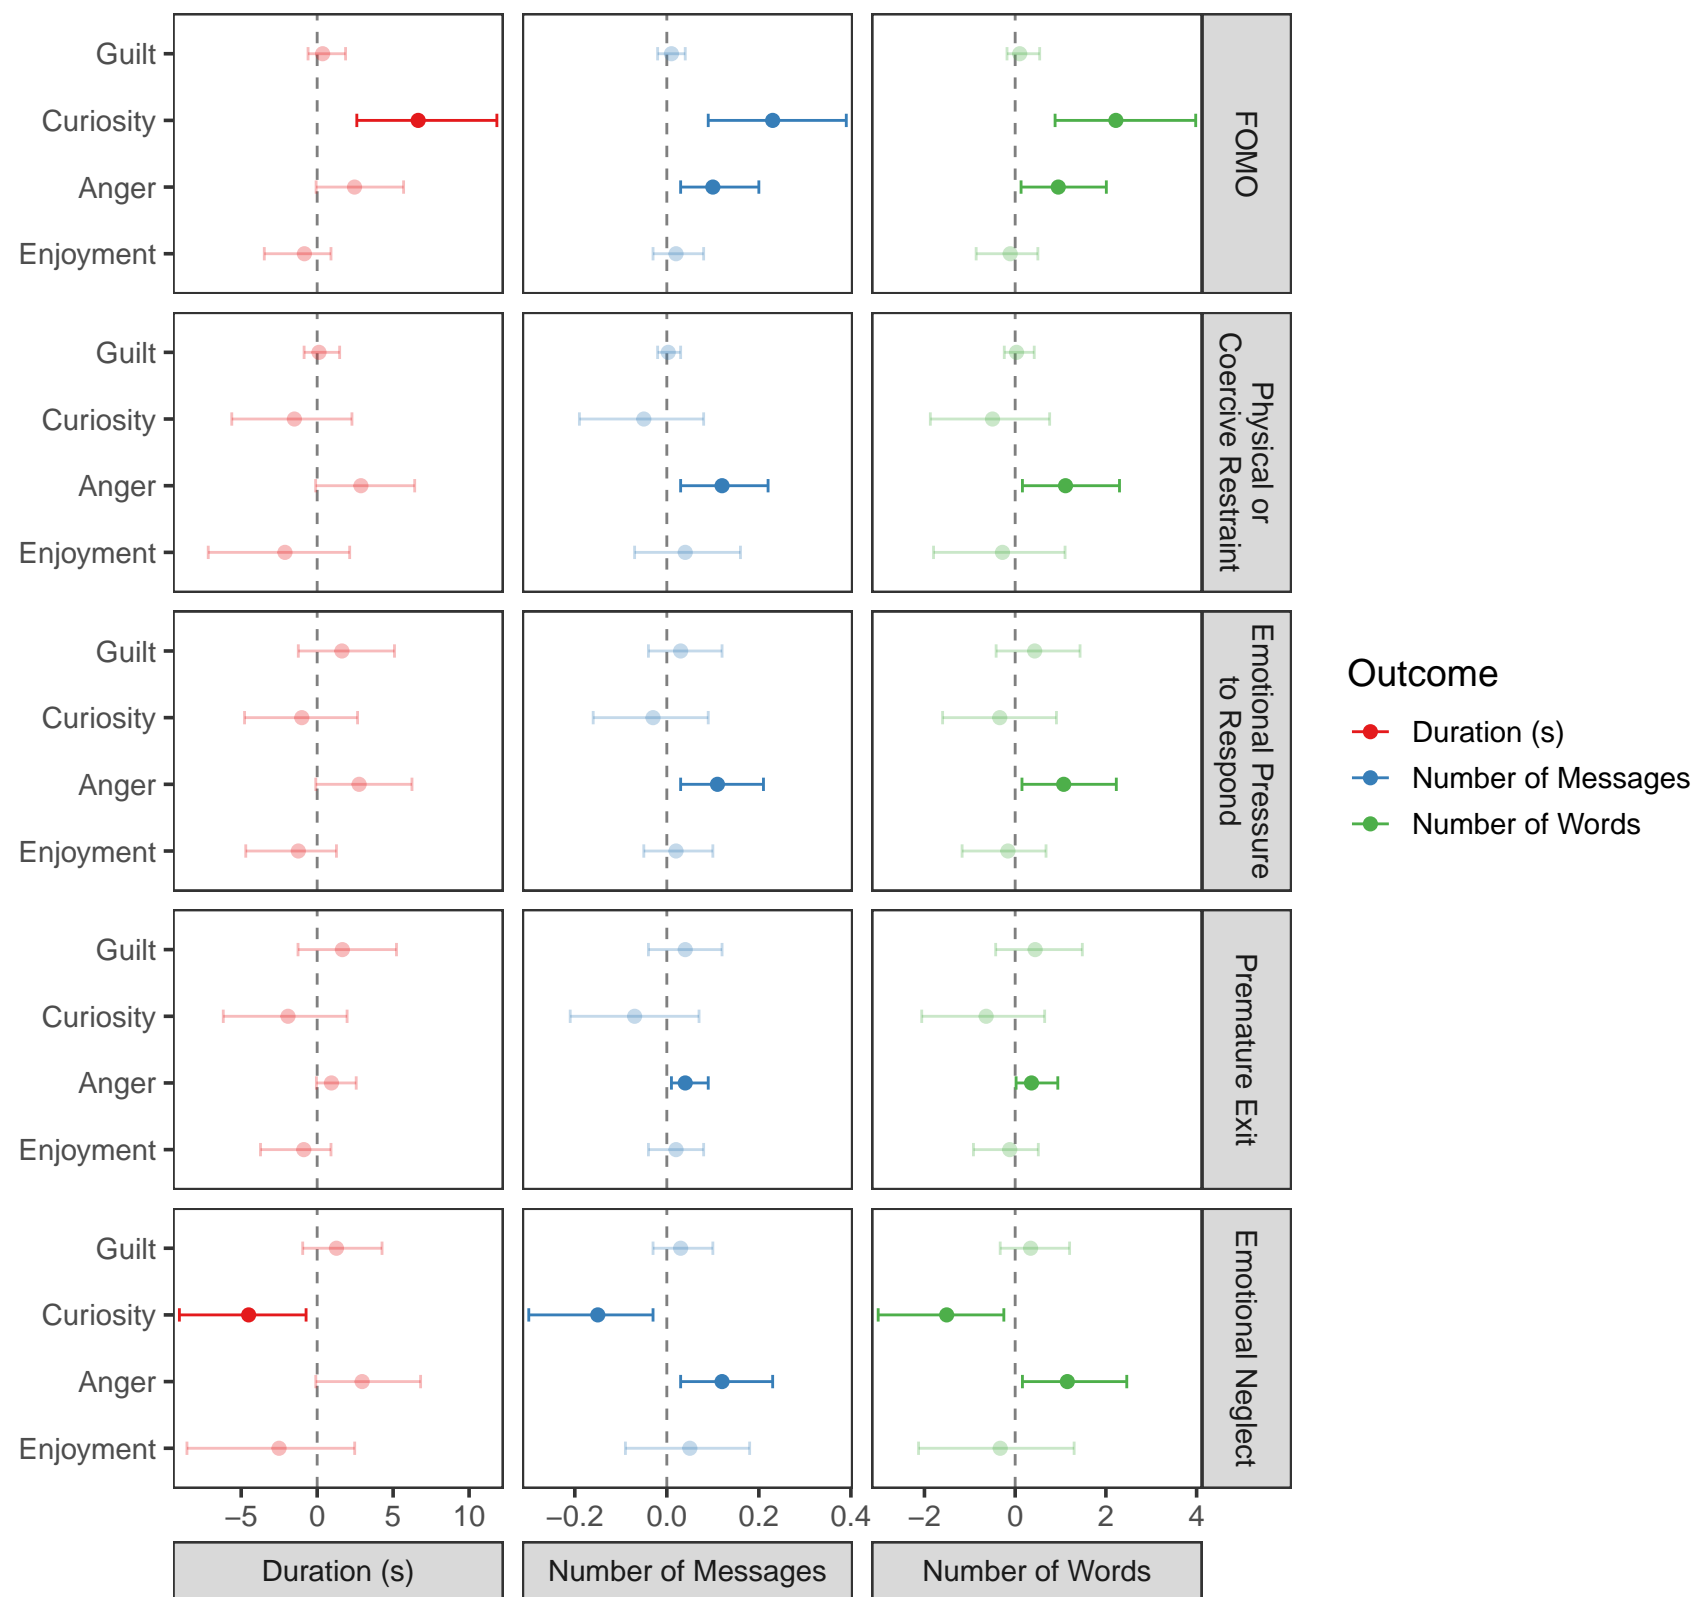 Guilt
Curiosity
Anger
Enjoyment
FOMO
Guilt
Curiosity
Anger
Enjoyment
Physical or
Coercive Restraint
Guilt
Curiosity
Anger
Enjoyment
Emotional Pressure
to Respond
Guilt
Curiosity
Anger
Enjoyment
Premature Exit
Guilt
Curiosity
Anger
Enjoyment
Emotional Neglect
−5 0 5 10
−0.2 0.0 0.2 0.4
−2 0 2 4
Duration (s)
Number of Messages
Number of Words
Outcome
Duration (s)
Number of Messages
Number of Words